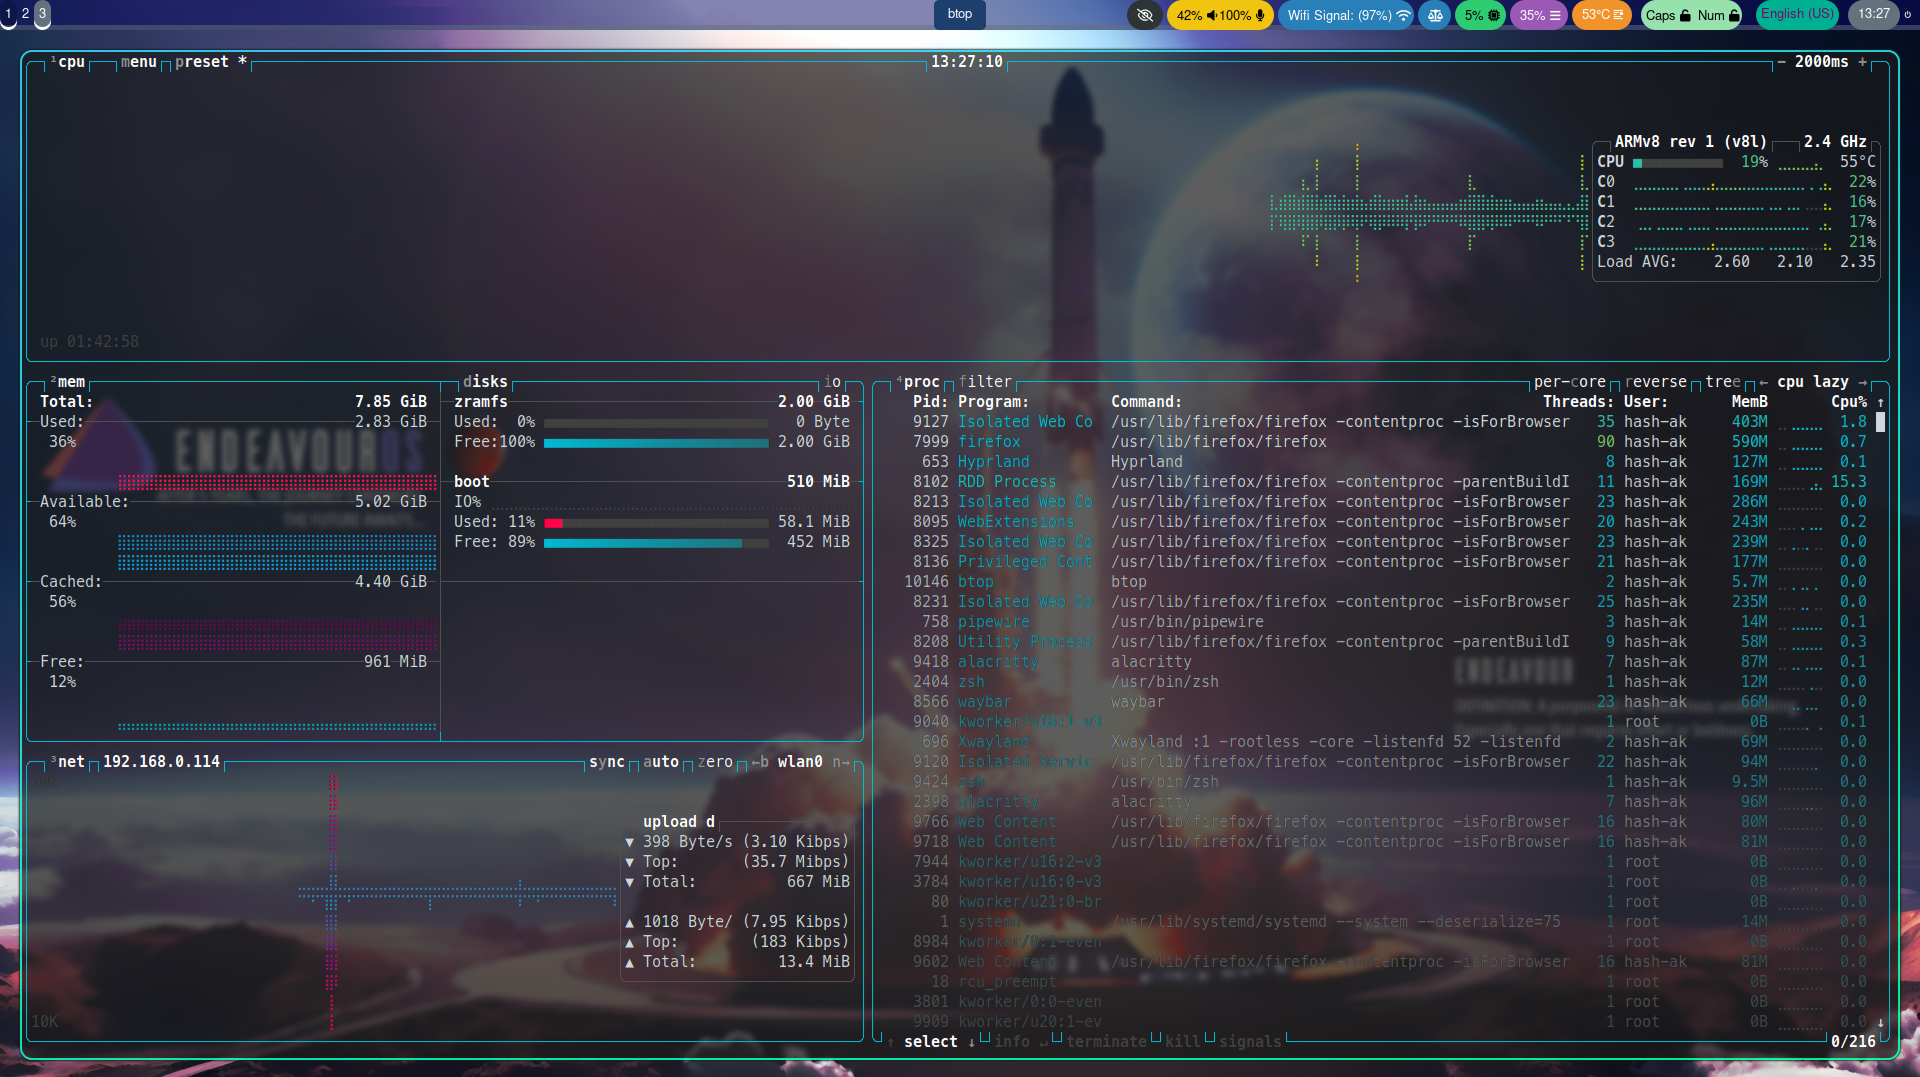 1 2 3 btop 42% 100% Wifi Signal: (97%) 5% 35% 53°C Caps Num English (US) 13:27
¹cpu menu preset * 13:27:10 - 2000ms +
ARMv8 rev 1 (v8l) 2.4 GHz
CPU 19% 55°C
C0 22%
C1 16%
C2 17%
C3 21%
Load AVG: 2.60 2.10 2.35
up 01:42:58
²mem
Total: 7.85 GiB
Used: 2.83 GiB
36%
ENDEAVOUROS
Available: 5.02 GiB
THE FUTURE AWAITS...
64%
Cached: 4.40 GiB
56%
Free: 961 MiB
12%
disks io
zramfs 2.00 GiB
Used: 0% 0 Byte
Free:100% 2.00 GiB
boot 510 MiB
IO%
Used: 11% 58.1 MiB
Free: 89% 452 MiB
³net 192.168.0.114 sync auto zero ←b wlan0 n→
upload d
▼ 398 Byte/s (3.10 Kibps)
▼ Top: (35.7 Mibps)
▼ Total: 667 MiB
▲ 1018 Byte/ (7.95 Kibps)
▲ Top: (183 Kibps)
▲ Total: 13.4 MiB
10K
⁴proc filter per-core reverse tree ← cpu lazy →
Pid: Program: Command: Threads: User: MemB Cpu% ↑
9127 Isolated Web Co /usr/lib/firefox/firefox -contentproc -isForBrowser 35 hash-ak 403M 1.8
7999 firefox /usr/lib/firefox/firefox 90 hash-ak 590M 0.7
653 Hyprland Hyprland 8 hash-ak 127M 0.1
8102 RDD Process /usr/lib/firefox/firefox -contentproc -parentBuildI 11 hash-ak 169M 15.3
8213 Isolated Web Co /usr/lib/firefox/firefox -contentproc -isForBrowser 23 hash-ak 286M 0.0
8095 WebExtensions /usr/lib/firefox/firefox -contentproc -isForBrowser 20 hash-ak 243M 0.2
8325 Isolated Web Co /usr/lib/firefox/firefox -contentproc -isForBrowser 23 hash-ak 239M 0.0
8136 Privileged Cont /usr/lib/firefox/firefox -contentproc -isForBrowser 21 hash-ak 177M 0.0
10146 btop btop 2 hash-ak 5.7M 0.0
8231 Isolated Web Co /usr/lib/firefox/firefox -contentproc -isForBrowser 25 hash-ak 235M 0.0
758 pipewire /usr/bin/pipewire 3 hash-ak 14M 0.1
8208 Utility Process /usr/lib/firefox/firefox -contentproc -parentBuildI 9 hash-ak 58M 0.3
9418 alacritty alacritty 7 hash-ak 87M 0.1
2404 zsh /usr/bin/zsh 1 hash-ak 12M 0.0
8566 waybar waybar 23 hash-ak 66M 0.0
9040 kworker/u18:1-v3 1 root 0B 0.1
696 Xwayland Xwayland :1 -rootless -core -listenfd 52 -listenfd 2 hash-ak 69M 0.0
9120 Isolated Servic /usr/lib/firefox/firefox -contentproc -isForBrowser 22 hash-ak 94M 0.0
9424 zsh /usr/bin/zsh 1 hash-ak 9.5M 0.0
2398 alacritty alacritty 7 hash-ak 96M 0.0
9766 Web Content /usr/lib/firefox/firefox -contentproc -isForBrowser 16 hash-ak 80M 0.0
9718 Web Content /usr/lib/firefox/firefox -contentproc -isForBrowser 16 hash-ak 81M 0.0
7944 kworker/u16:2-v3 1 root 0B 0.0
3784 kworker/u16:0-v3 1 root 0B 0.0
80 kworker/u21:0-br 1 root 0B 0.0
1 systemd /usr/lib/systemd/systemd --system --deserialize=75 1 root 14M 0.0
8984 kworker/0:1-even 1 root 0B 0.0
9602 Web Content /usr/lib/firefox/firefox -contentproc -isForBrowser 16 hash-ak 81M 0.0
18 rcu_preempt 1 root 0B 0.0
3801 kworker/0:0-even 1 root 0B 0.0
9909 kworker/u20:1-ev 1 root 0B 0.0 ↓
↑ select ↓ info ↵ terminate kill signals 0/216
ENDEAVOUR